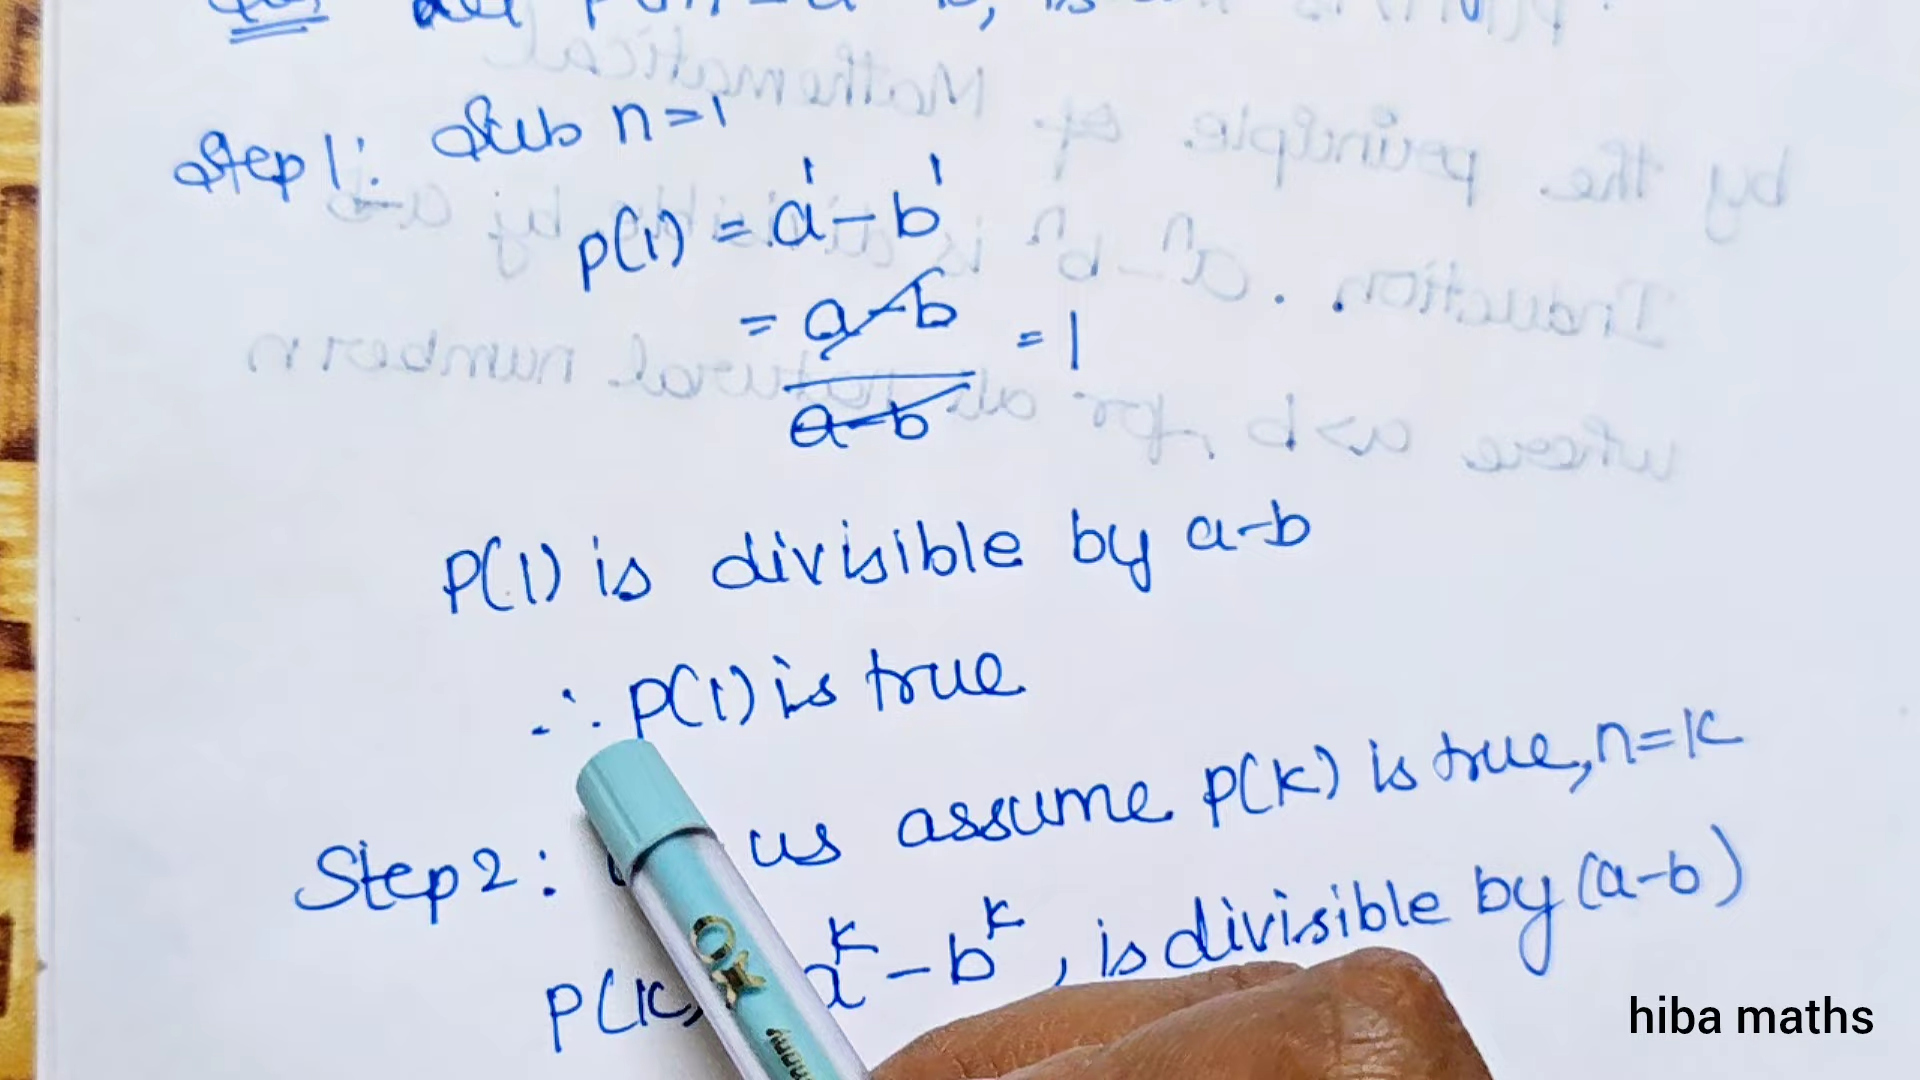 Step 1: Sub n=1
P(1) = a¹ - b¹
= a-b / a-b = 1
P(1) is divisible by a-b
∴ P(1) is true
Step 2: us assume P(K) is true, n=K
P(K) a^K - b^K, is divisible by (a-b)
OK
hiba maths